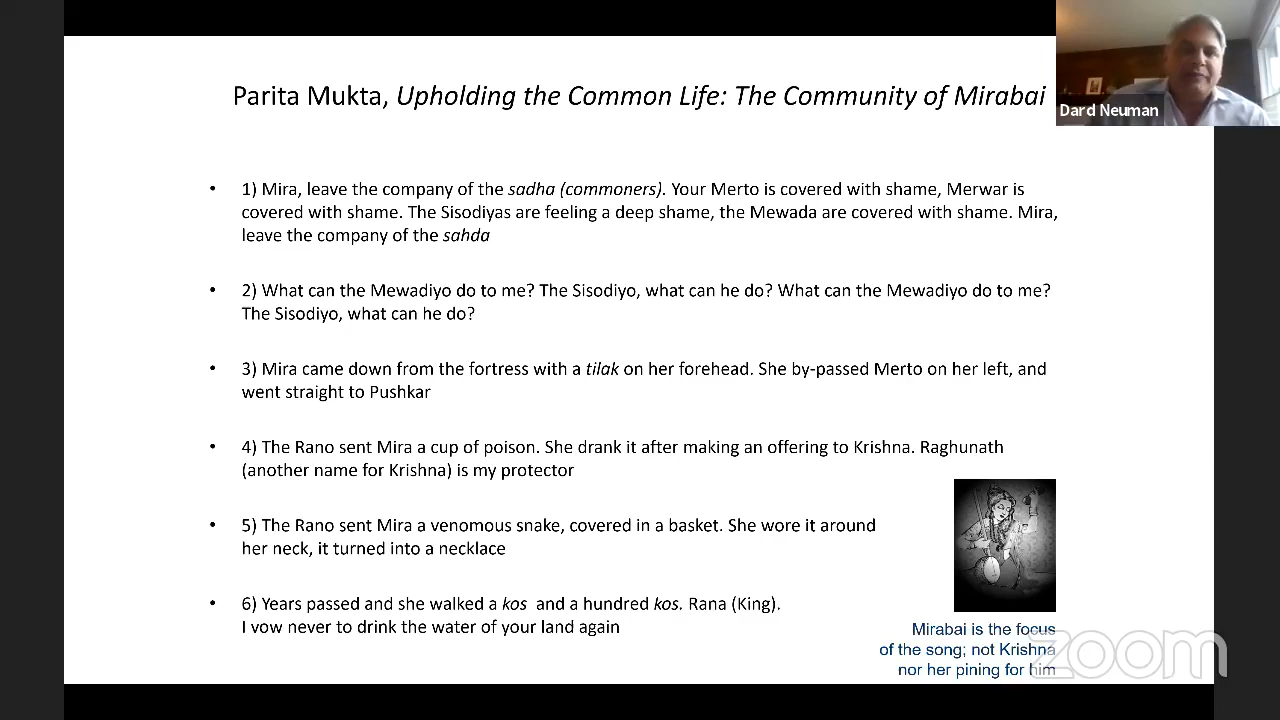 Parita Mukta, Upholding the Common Life: The Community of Mirabai
Dard Neuman
• 1) Mira, leave the company of the sadha (commoners). Your Merto is covered with shame, Merwar is
covered with shame. The Sisodiyas are feeling a deep shame, the Mewada are covered with shame. Mira,
leave the company of the sahda
• 2) What can the Mewadiyo do to me? The Sisodiyo, what can he do? What can the Mewadiyo do to me?
The Sisodiyo, what can he do?
• 3) Mira came down from the fortress with a tilak on her forehead. She by-passed Merto on her left, and
went straight to Pushkar
• 4) The Rano sent Mira a cup of poison. She drank it after making an offering to Krishna. Raghunath
(another name for Krishna) is my protector
• 5) The Rano sent Mira a venomous snake, covered in a basket. She wore it around
her neck, it turned into a necklace
• 6) Years passed and she walked a kos and a hundred kos. Rana (King).
I vow never to drink the water of your land again
Mirabai is the focus
of the song; not Krishna
nor her pining for him
zoom